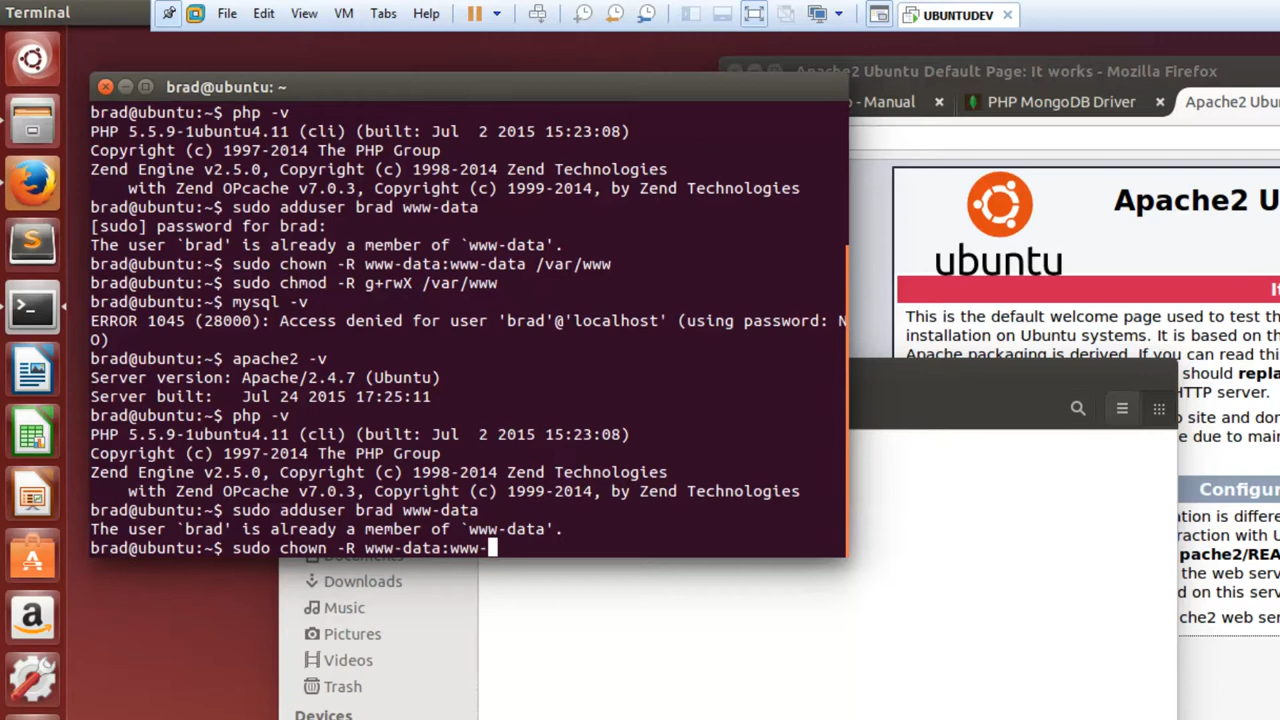 Terminal
File Edit View VM Tabs Help
UBUNTUDEV
brad@ubuntu: ~
Apache2 Ubuntu Default Page: It works - Mozilla Firefox
- Manual
PHP MongoDB Driver
Apache2 Ubu
brad@ubuntu:~$ php -v
PHP 5.5.9-1ubuntu4.11 (cli) (built: Jul  2 2015 15:23:08)
Copyright (c) 1997-2014 The PHP Group
Zend Engine v2.5.0, Copyright (c) 1998-2014 Zend Technologies
    with Zend OPcache v7.0.3, Copyright (c) 1999-2014, by Zend Technologies
brad@ubuntu:~$ sudo adduser brad www-data
[sudo] password for brad:
The user `brad' is already a member of `www-data'.
brad@ubuntu:~$ sudo chown -R www-data:www-data /var/www
brad@ubuntu:~$ sudo chmod -R g+rwX /var/www
brad@ubuntu:~$ mysql -v
ERROR 1045 (28000): Access denied for user 'brad'@'localhost' (using password: N
O)
brad@ubuntu:~$ apache2 -v
Server version: Apache/2.4.7 (Ubuntu)
Server built:   Jul 24 2015 17:25:11
brad@ubuntu:~$ php -v
PHP 5.5.9-1ubuntu4.11 (cli) (built: Jul  2 2015 15:23:08)
Copyright (c) 1997-2014 The PHP Group
Zend Engine v2.5.0, Copyright (c) 1998-2014 Zend Technologies
    with Zend OPcache v7.0.3, Copyright (c) 1999-2014, by Zend Technologies
brad@ubuntu:~$ sudo adduser brad www-data
The user `brad' is already a member of `www-data'.
brad@ubuntu:~$ sudo chown -R www-data:www-
Apache2 U
ubuntu
It
This is the default welcome page used to test th
installation on Ubuntu systems. It is based on th
Apache packaging is derived. If you can read this
should repla
HTTP server.
site and don
e due to main
Configur
ation is differe
raction with U
pache2/REA
the web serv
d on this serv
che2 web ser
Downloads
Music
Pictures
Videos
Trash
Devices